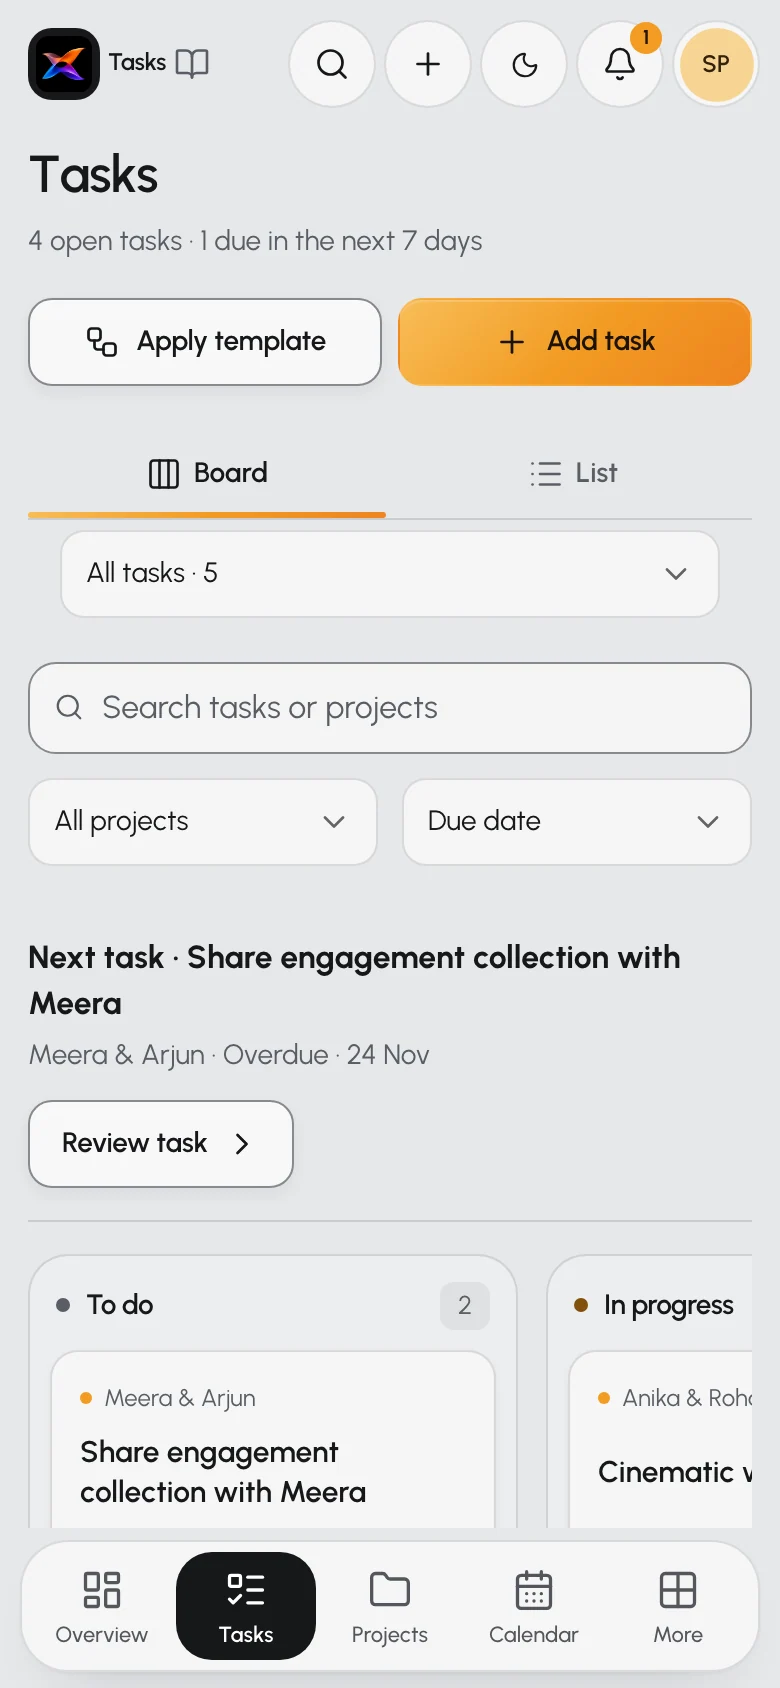 Tasks
1
SP
Tasks
4 open tasks · 1 due in the next 7 days
Apply template
Add task
Board
List
All tasks · 5
Search tasks or projects
All projects
Due date
Next task · Share engagement collection with
Meera
Meera & Arjun · Overdue · 24 Nov
Review task
To do
2
In progress
Meera & Arjun
Anika &
Share engagement
collection with Meera
Cinematic
Overview
Tasks
Projects
Calendar
More